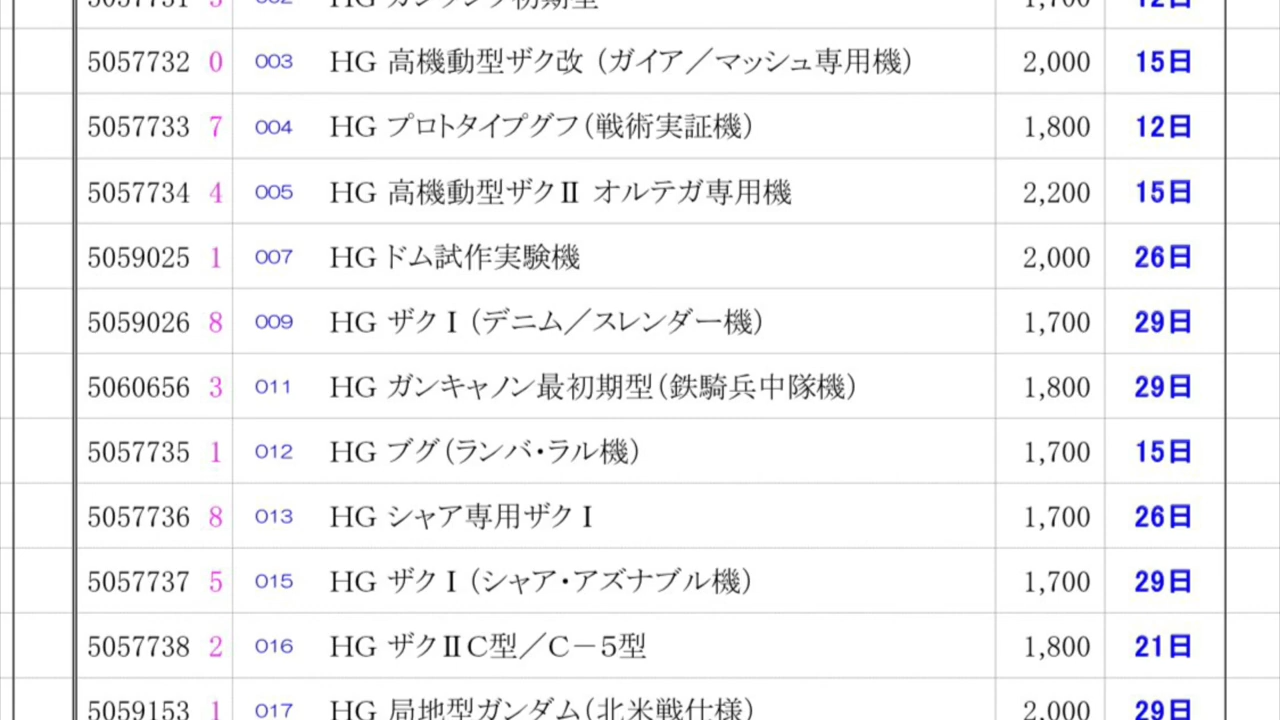 5057731 3 002 HG ガンタンク初期型 1,700 12日
5057732 0 003 HG 高機動型ザク改 (ガイア／マッシュ専用機) 2,000 15日
5057733 7 004 HG プロトタイプグフ(戦術実証機) 1,800 12日
5057734 4 005 HG 高機動型ザクⅡ オルテガ専用機 2,200 15日
5059025 1 007 HG ドム試作実験機 2,000 26日
5059026 8 009 HG ザクⅠ (デニム／スレンダー機) 1,700 29日
5060656 3 011 HG ガンキャノン最初期型(鉄騎兵中隊機) 1,800 29日
5057735 1 012 HG ブグ(ランバ・ラル機) 1,700 15日
5057736 8 013 HG シャア専用ザクⅠ 1,700 26日
5057737 5 015 HG ザクⅠ (シャア・アズナブル機) 1,700 29日
5057738 2 016 HG ザクⅡC型／C－5型 1,800 21日
5059153 1 017 HG 局地型ガンダム(北米戦仕様) 2,000 29日